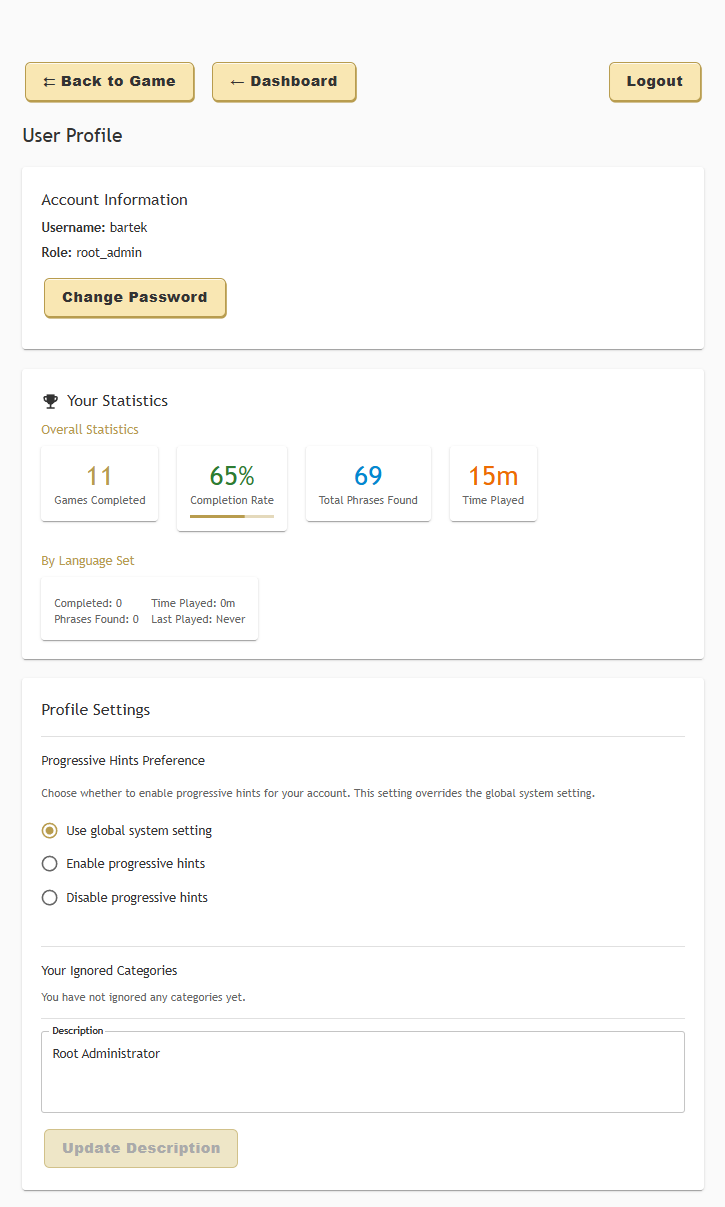 ⇇ Back to Game
← Dashboard
Logout
User Profile
Account Information
Username: bartek
Role: root_admin
Change Password
Your Statistics
Overall Statistics
11
Games Completed
65%
Completion Rate
69
Total Phrases Found
15m
Time Played
By Language Set
Completed: 0 Time Played: 0m
Phrases Found: 0 Last Played: Never
Profile Settings
Progressive Hints Preference
Choose whether to enable progressive hints for your account. This setting overrides the global system setting.
Use global system setting
Enable progressive hints
Disable progressive hints
Your Ignored Categories
You have not ignored any categories yet.
Description
Root Administrator
Update Description